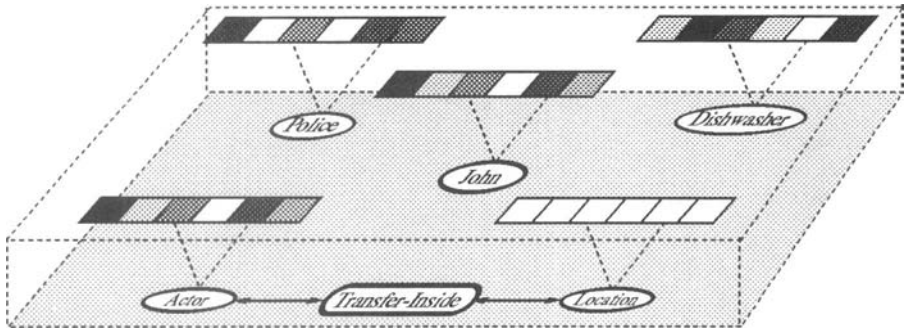 Police
Dishwasher
John
Actor
Transfer-Inside
Location